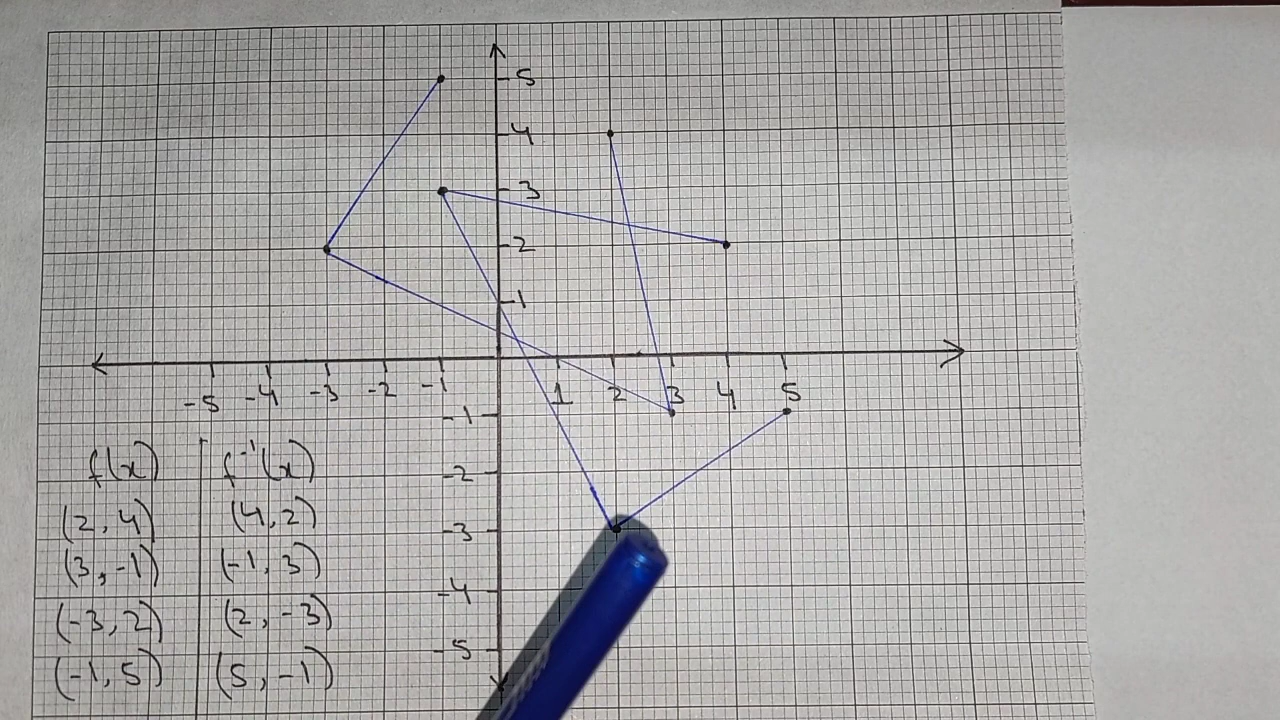 5
4
3
2
1
-5 -4 -3 -2 -1 1 2 3 4 5
-1
-2
-3
-4
-5
f(x) f⁻¹(x)
(2, 4) (4, 2)
(3, -1) (-1, 3)
(-3, 2) (2, -3)
(-1, 5) (5, -1)